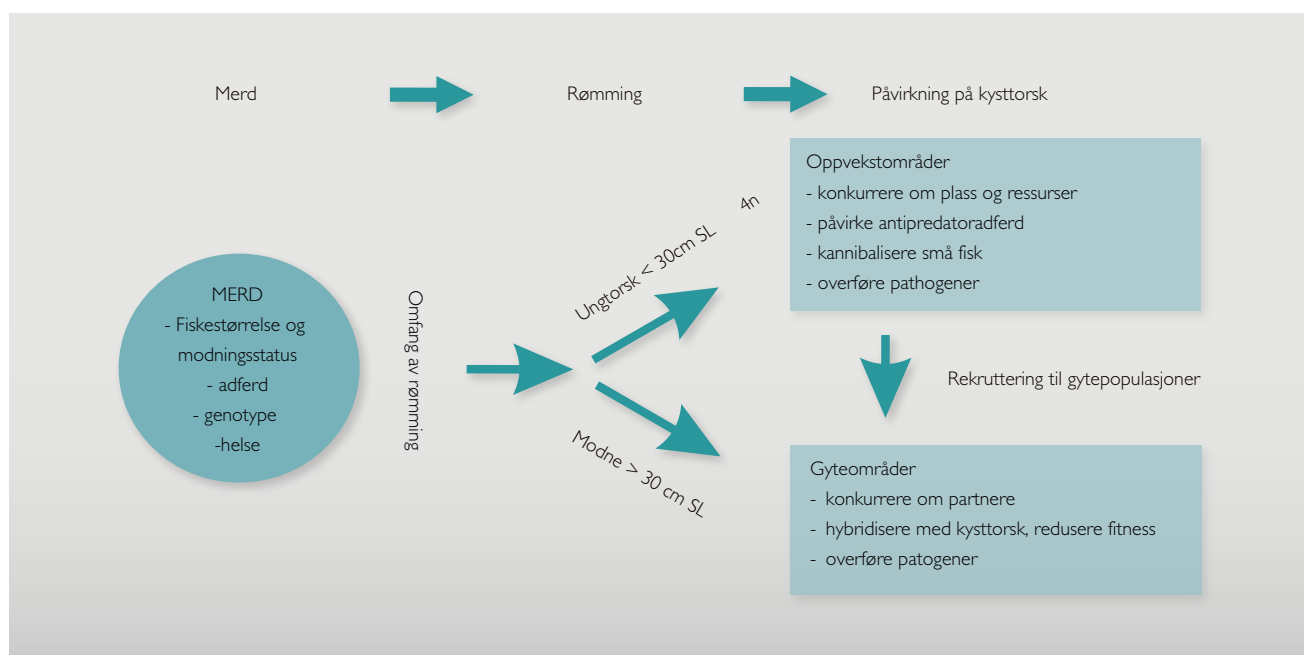 Merd
Rømming
Påvirkning på kysttorsk
MERD
- Fiskestørrelse og
modningsstatus
- adferd
- genotype
-helse
Omfang av rømming
Ungtorsk < 30cm SL
4n
Modne > 30 cm SL
Oppvekstområder
- konkurrere om plass og ressurser
- påvirke antipredatoradferd
- kannibalisere små fisk
- overføre pathogener
Rekruttering til gytepopulasjoner
Gyteområder
- konkurrere om partnere
- hybridisere med kysttorsk, redusere fitness
- overføre patogener